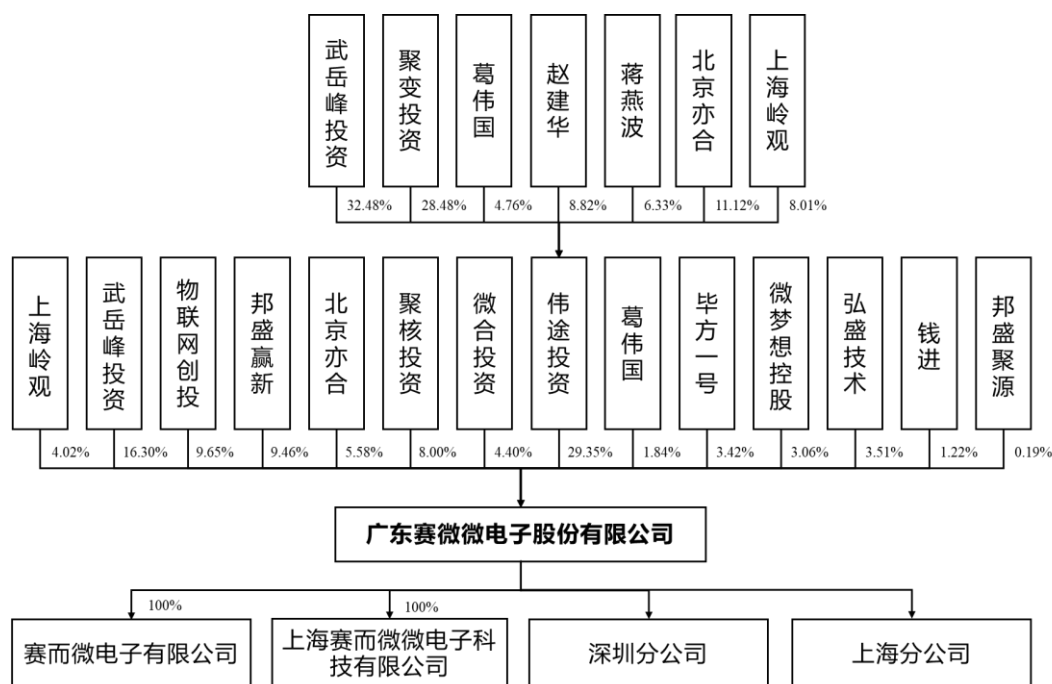 武岳峰投资
聚变投资
葛伟国
赵建华
蒋燕波
北京亦合
上海岭观
32.48%
28.48%
4.76%
8.82%
6.33%
11.12%
8.01%
上海岭观
武岳峰投资
物联网创投
邦盛赢新
北京亦合
聚核投资
微合投资
伟途投资
葛伟国
毕方一号
微梦想控股
弘盛技术
钱进
邦盛聚源
4.02%
16.30%
9.65%
9.46%
5.58%
8.00%
4.40%
29.35%
1.84%
3.42%
3.06%
3.51%
1.22%
0.19%
广东赛微微电子股份有限公司
100%
100%
赛而微电子有限公司
上海赛而微微电子科
技有限公司
深圳分公司
上海分公司